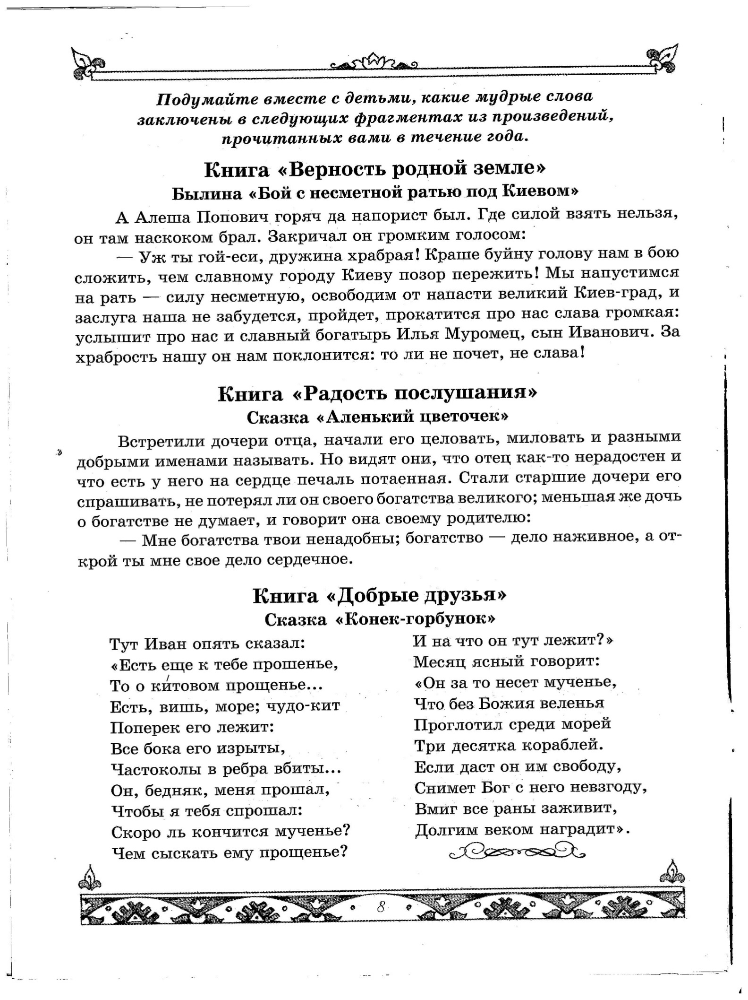 Подумайте вместе с детьми, какие мудрые слова
заключены в следующих фрагментах из произведений,
прочитанных вами в течение года.
Книга «Верность родной земле»
Былина «Бой с несметной ратью под Киевом»
А Алеша Попович горяч да напорист был. Где силой взять нельзя,
он там наскоком брал. Закричал он громким голосом:
— Уж ты гой-еси, дружина храбрая! Краше буйну голову нам в бою
сложить, чем славному городу Киеву позор пережить! Мы напустимся
на рать — силу несметную, освободим от напасти великий Киев-град, и
заслуга наша не забудется, пройдет, прокатится про нас слава громкая:
услышит про нас и славный богатырь Илья Муромец, сын Иванович. За
храбрость нашу он нам поклонится: то ли не почет, не слава!
Книга «Радость послушания»
Сказка «Аленький цветочек»
Встретили дочери отца, начали его целовать, миловать и разными
добрыми именами называть. Но видят они, что отец как-то нерадостен и
что есть у него на сердце печаль потаенная. Стали старшие дочери его
спрашивать, не потерял ли он своего богатства великого; меньшая же дочь
о богатстве не думает, и говорит она своему родителю:
— Мне богатства твои ненадобны; богатство — дело наживное, а от-
крой ты мне свое дело сердечное.
Книга «Добрые друзья»
Сказка «Конек-горбунок»
Тут Иван опять сказал:
«Есть еще к тебе прошенье,
То о ки́товом прощенье...
Есть, вишь, море; чудо-кит
Поперек его лежит:
Все бока его изрыты,
Частоколы в ребра вбиты...
Он, бедняк, меня прошал,
Чтобы я тебя спрошал:
Скоро ль кончится мученье?
Чем сыскать ему прощенье?
И на что он тут лежит?»
Месяц ясный говорит:
«Он за то несет мученье,
Что без Божия веленья
Проглотил среди морей
Три десятка кораблей.
Если даст он им свободу,
Снимет Бог с него невзгоду,
Вмиг все раны заживит,
Долгим веком наградит».
8